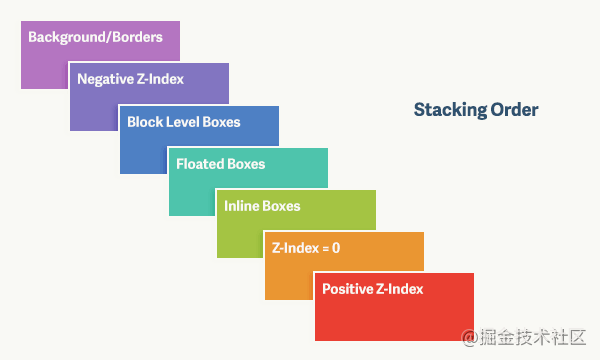 Background/Borders
Negative Z-Index
Stacking Order
Block Level Boxes
Floated Boxes
Inline Boxes
Z-Index = 0
Positive Z-Index
@掘金技术社区